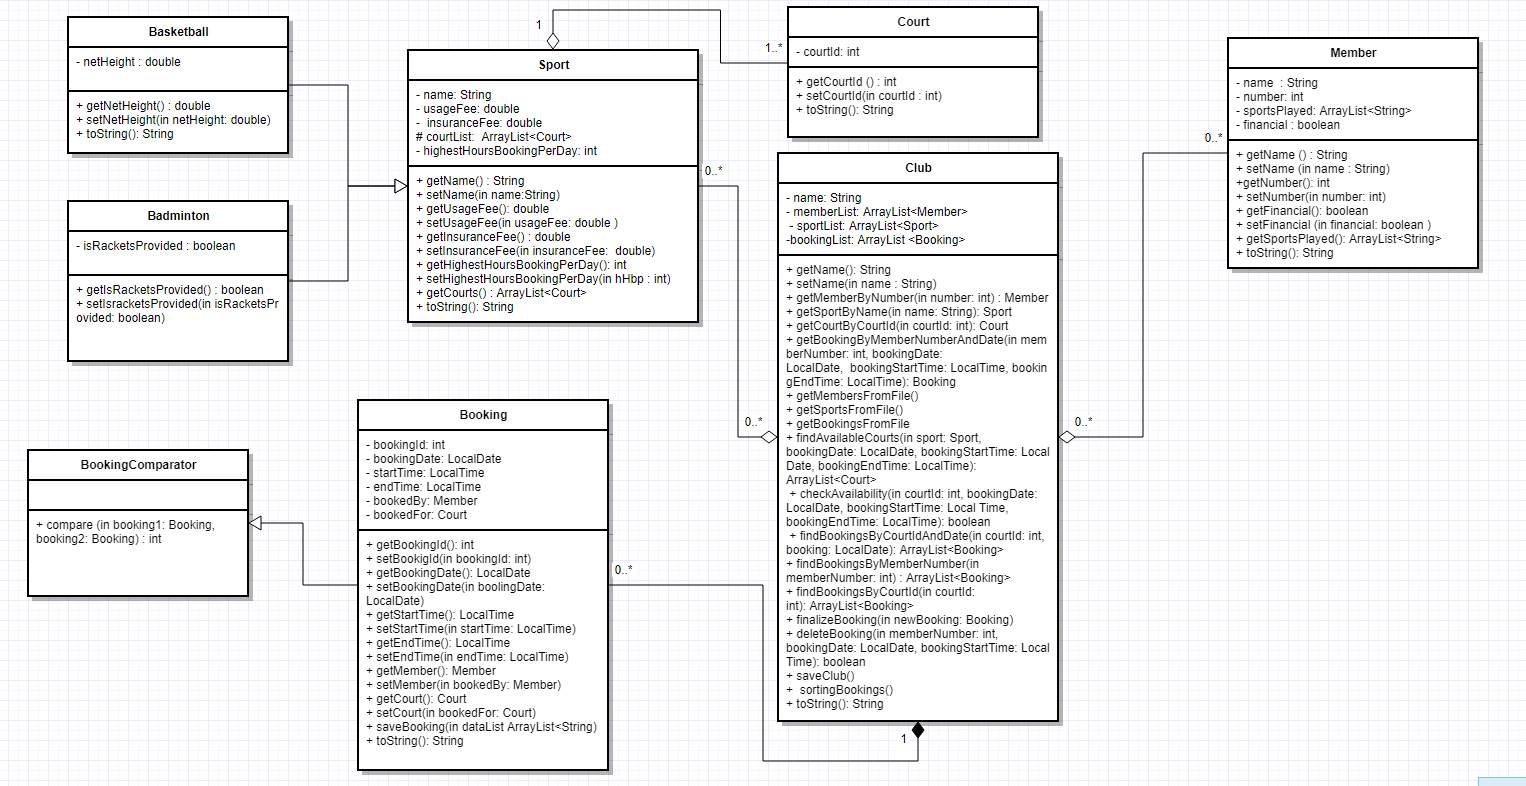 Basketball
- netHeight : double
+ getNetHeight() : double
+ setNetHeight(in netHeight: double)
+ toString(): String
Badminton
- isRacketsProvided : boolean
+ getIsRacketsProvided() : boolean
+ setIsracketsProvided(in isRacketsPr
ovided: boolean)
1
1..*
Sport
- name: String
- usageFee: double
-  insuranceFee: double
# courtList:  ArrayList<Court>
- highestHoursBookingPerDay: int
+ getName() : String
+ setName(in name:String)
+ getUsageFee(): double
+ setUsageFee(in usageFee: double )
+ getInsuranceFee() : double
+ setInsuranceFee(in insuranceFee:  double)
+ getHighestHoursBookingPerDay(): int
+ setHighestHoursBookingPerDay(in hHbp : int)
+ getCourts() : ArrayList<Court>
+ toString(): String
0..*
0..*
Court
- courtId: int
+ getCourtId () : int
+ setCourtId(in courtId : int)
+ toString(): String
Club
- name: String
- memberList: ArrayList<Member>
- sportList: ArrayList<Sport>
-bookingList: ArrayList <Booking>
+ getName(): String
+ setName(in name : String)
+ getMemberByNumber(in number: int) : Member
+ getSportByName(in name: String): Sport
+ getCourtByCourtId(in courtId: int): Court
+ getBookingByMemberNumberAndDate(in mem
berNumber: int, bookingDate:
LocalDate,  bookingStartTime: LocalTime, bookin
gEndTime: LocalTime): Booking
+ getMembersFromFile()
+ getSportsFromFile()
+ getBookingsFromFile
+ findAvailableCourts(in sport: Sport,
bookingDate: LocalDate, bookingStartTime: Local
Date, bookingEndTime: LocalTime):
ArrayList<Court>
+ checkAvailability(in courtId: int, bookingDate:
LocalDate, bookingStartTime: Local Time,
bookingEndTime: LocalTime): boolean
+ findBookingsByCourtIdAndDate(in courtId: int,
booking: LocalDate): ArrayList<Booking>
+ findBookingsByMemberNumber(in
memberNumber: int) : ArrayList<Booking>
+ findBookingsByCourtId(in courtId:
int): ArrayList<Booking>
+ finalizeBooking(in newBooking: Booking)
+ deleteBooking(in memberNumber: int,
bookingDate: LocalDate, bookingStartTime: Local
Time): boolean
+ saveClub()
+  sortingBookings()
+ toString(): String
0..*
0..*
Member
- name  : String
- number: int
- sportsPlayed: ArrayList<String>
- financial : boolean
+ getName () : String
+ setName (in name : String)
+getNumber(): int
+ setNumber(in number: int)
+ getFinancial(): boolean
+ setFinancial (in financial: boolean )
+ getSportsPlayed(): ArrayList<String>
+ toString(): String
BookingComparator
+ compare (in booking1: Booking,
booking2: Booking) : int
Booking
- bookingId: int
- bookingDate: LocalDate
- startTime: LocalTime
- endTime: LocalTime
- bookedBy: Member
- bookedFor: Court
+ getBookingId(): int
+ setBookigId(in bookingId: int)
+ getBookingDate(): LocalDate
+ setBookingDate(in boolingDate:
LocalDate)
+ getStartTime(): LocalTime
+ setStartTime(in startTime: LocalTime)
+ getEndTime(): LocalTime
+ setEndTime(in endTime: LocalTime)
+ getMember(): Member
+ setMember(in bookedBy: Member)
+ getCourt(): Court
+ setCourt(in bookedFor: Court)
+ saveBooking(in dataList ArrayList<String)
+ toString(): String
0..*
1